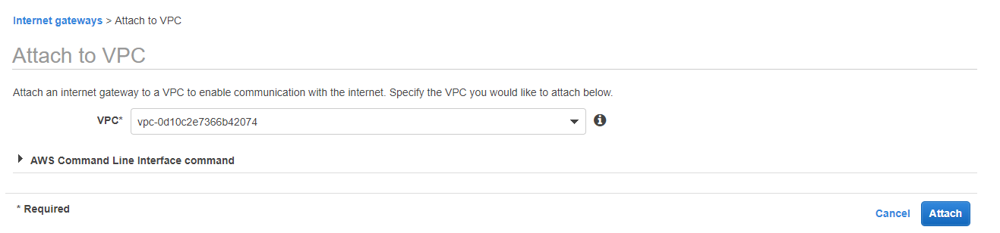 Internet gateways > Attach to VPC
Attach to VPC
Attach an internet gateway to a VPC to enable communication with the internet. Specify the VPC you would like to attach below.
VPC* vpc-0d10c2e7366b42074
AWS Command Line Interface command
* Required
Cancel Attach